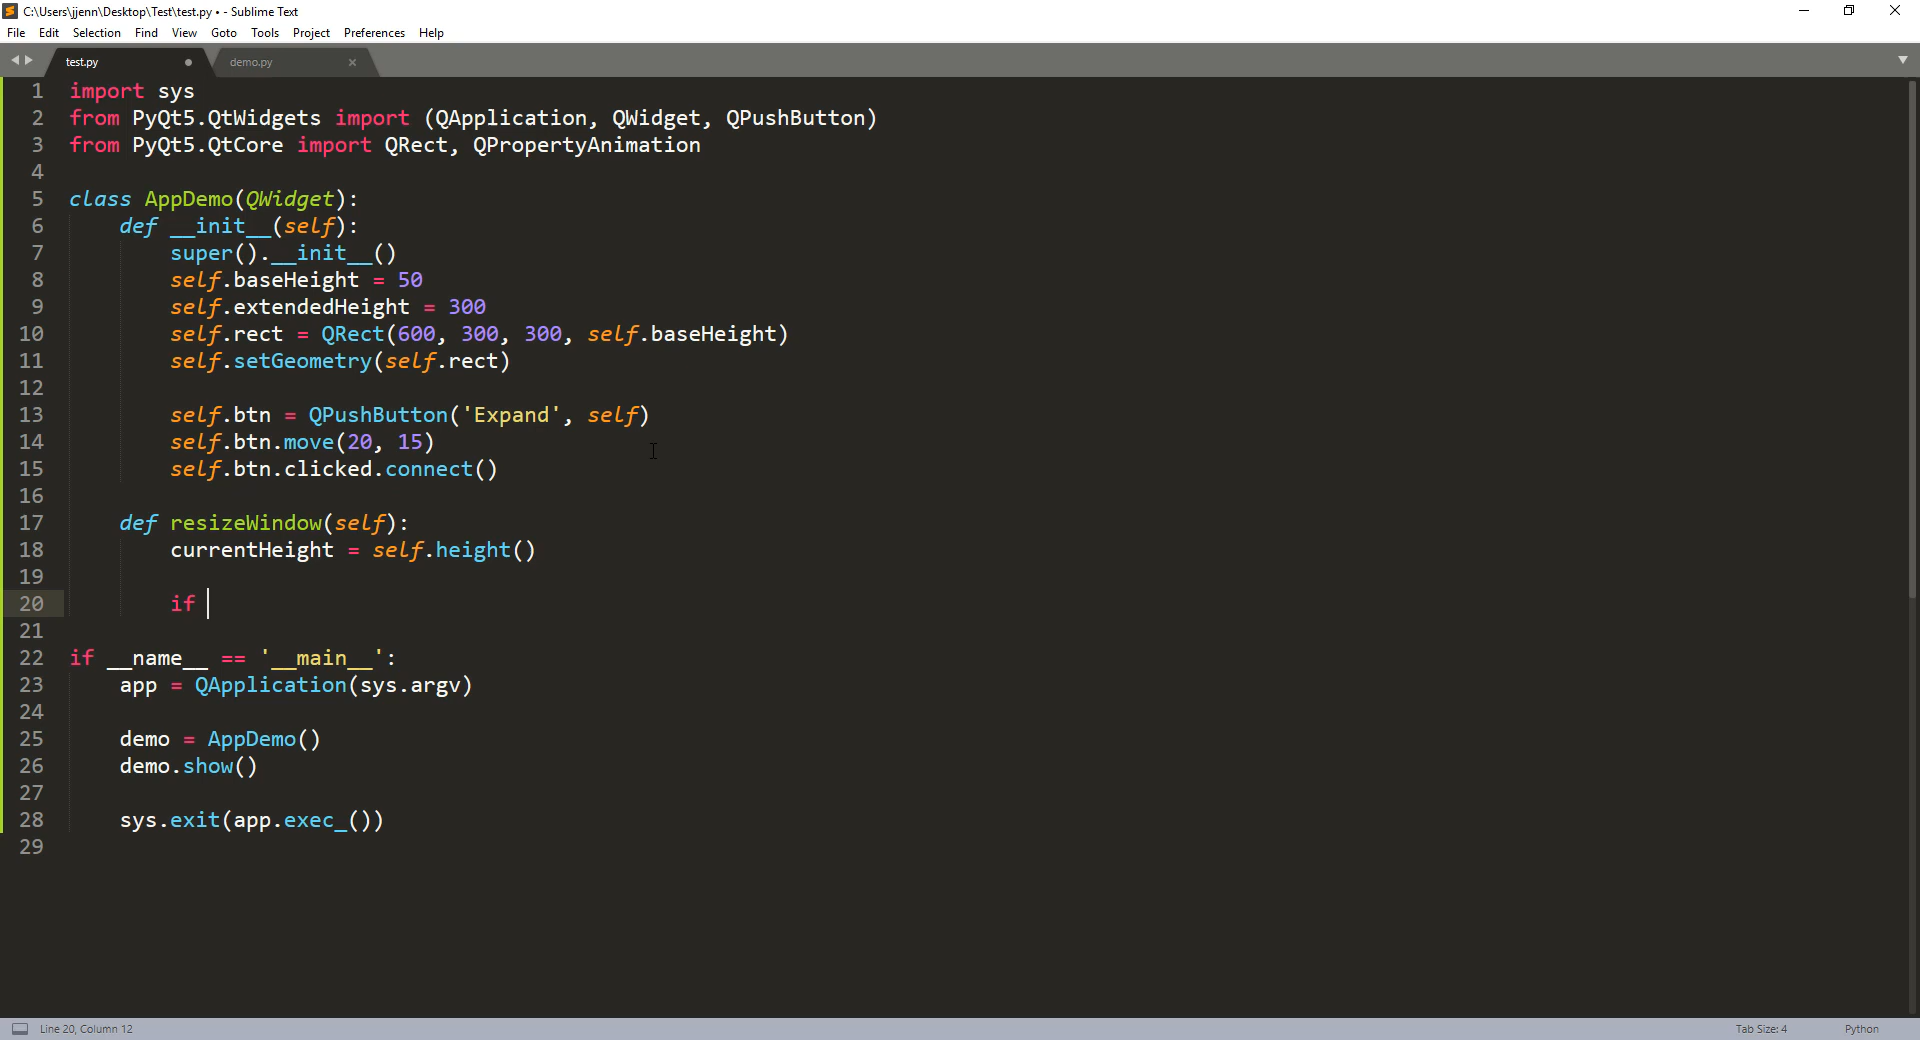 C:\Users\jjenn\Desktop\Test\test.py • - Sublime Text
File Edit Selection Find View Goto Tools Project Preferences Help
test.py demo.py
1 import sys
2 from PyQt5.QtWidgets import (QApplication, QWidget, QPushButton)
3 from PyQt5.QtCore import QRect, QPropertyAnimation
4
5 class AppDemo(QWidget):
6 def __init__(self):
7 super().__init__()
8 self.baseHeight = 50
9 self.extendedHeight = 300
10 self.rect = QRect(600, 300, 300, self.baseHeight)
11 self.setGeometry(self.rect)
12
13 self.btn = QPushButton('Expand', self)
14 self.btn.move(20, 15)
15 self.btn.clicked.connect()
16
17 def resizeWindow(self):
18 currentHeight = self.height()
19
20 if
21
22 if __name__ == '__main__':
23 app = QApplication(sys.argv)
24
25 demo = AppDemo()
26 demo.show()
27
28 sys.exit(app.exec_())
29
Line 20, Column 12 Tab Size: 4 Python